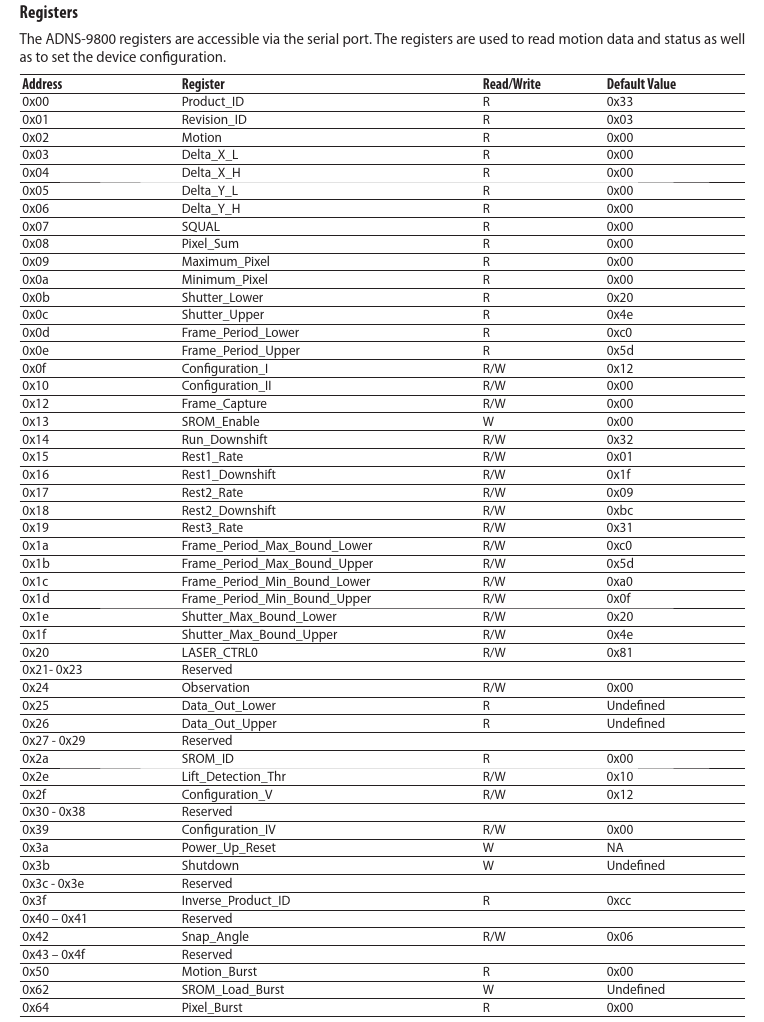 Registers
The ADNS-9800 registers are accessible via the serial port. The registers are used to read motion data and status as well
as to set the device configuration.
Address Register Read/Write Default Value
0x00 Product_ID R 0x33
0x01 Revision_ID R 0x03
0x02 Motion R 0x00
0x03 Delta_X_L R 0x00
0x04 Delta_X_H R 0x00
0x05 Delta_Y_L R 0x00
0x06 Delta_Y_H R 0x00
0x07 SQUAL R 0x00
0x08 Pixel_Sum R 0x00
0x09 Maximum_Pixel R 0x00
0x0a Minimum_Pixel R 0x00
0x0b Shutter_Lower R 0x20
0x0c Shutter_Upper R 0x4e
0x0d Frame_Period_Lower R 0xc0
0x0e Frame_Period_Upper R 0x5d
0x0f Configuration_I R/W 0x12
0x10 Configuration_II R/W 0x00
0x12 Frame_Capture R/W 0x00
0x13 SROM_Enable W 0x00
0x14 Run_Downshift R/W 0x32
0x15 Rest1_Rate R/W 0x01
0x16 Rest1_Downshift R/W 0x1f
0x17 Rest2_Rate R/W 0x09
0x18 Rest2_Downshift R/W 0xbc
0x19 Rest3_Rate R/W 0x31
0x1a Frame_Period_Max_Bound_Lower R/W 0xc0
0x1b Frame_Period_Max_Bound_Upper R/W 0x5d
0x1c Frame_Period_Min_Bound_Lower R/W 0xa0
0x1d Frame_Period_Min_Bound_Upper R/W 0x0f
0x1e Shutter_Max_Bound_Lower R/W 0x20
0x1f Shutter_Max_Bound_Upper R/W 0x4e
0x20 LASER_CTRL0 R/W 0x81
0x21- 0x23 Reserved
0x24 Observation R/W 0x00
0x25 Data_Out_Lower R Undefined
0x26 Data_Out_Upper R Undefined
0x27 - 0x29 Reserved
0x2a SROM_ID R 0x00
0x2e Lift_Detection_Thr R/W 0x10
0x2f Configuration_V R/W 0x12
0x30 - 0x38 Reserved
0x39 Configuration_IV R/W 0x00
0x3a Power_Up_Reset W NA
0x3b Shutdown W Undefined
0x3c - 0x3e Reserved
0x3f Inverse_Product_ID R 0xcc
0x40 – 0x41 Reserved
0x42 Snap_Angle R/W 0x06
0x43 – 0x4f Reserved
0x50 Motion_Burst R 0x00
0x62 SROM_Load_Burst W Undefined
0x64 Pixel_Burst R 0x00